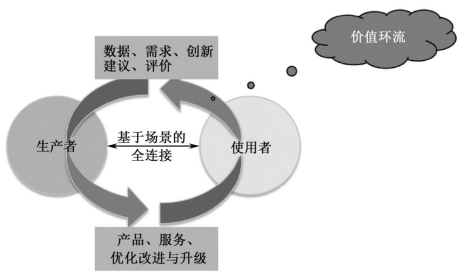 价值环流
数据、需求、创新
建议、评价
生产者
基于场景的
全连接
使用者
产品、服务、
优化改进与升级